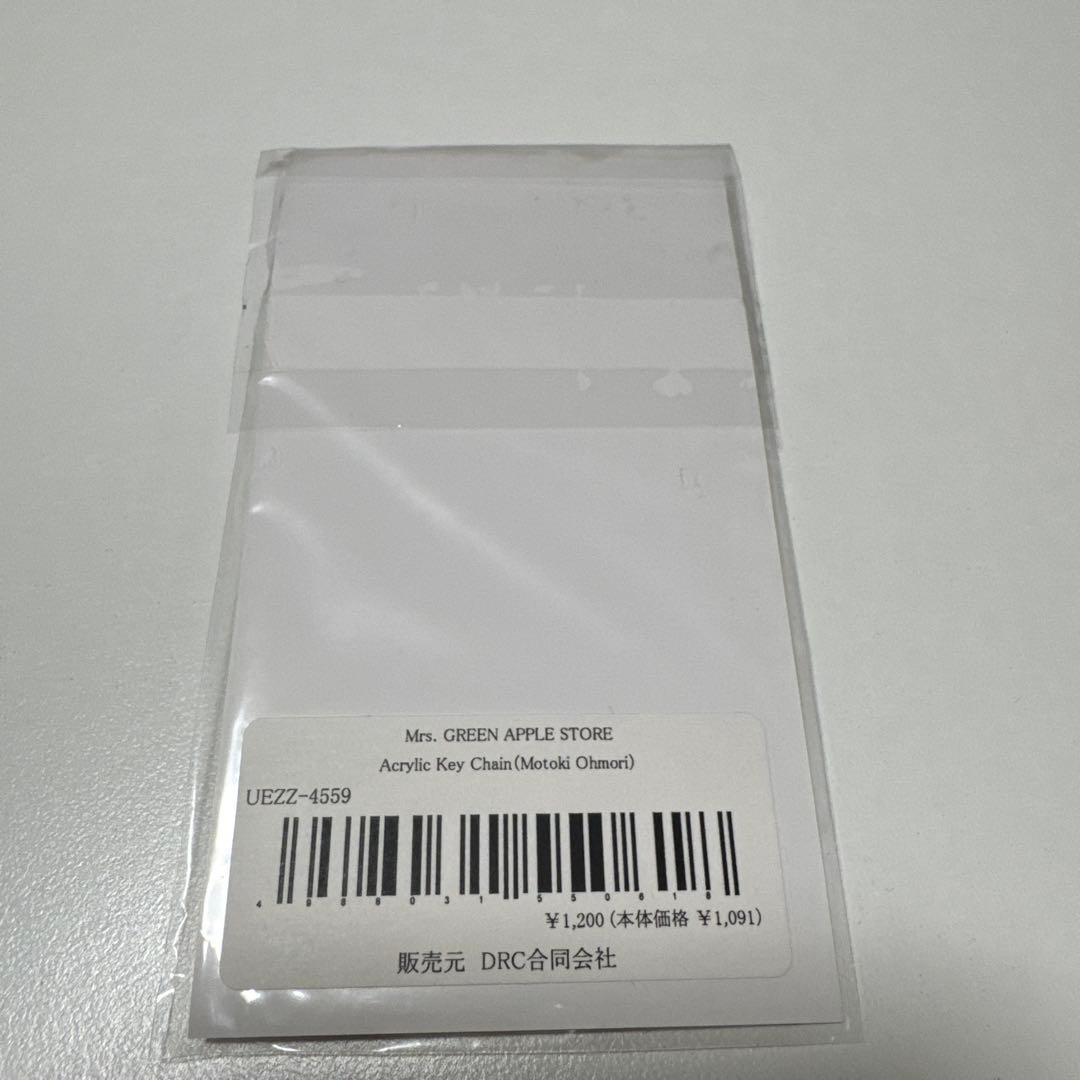 Mrs. GREEN APPLE STORE
Acrylic Key Chain(Motoki Ohmori)
UEZZ-4559
4988031550618
￥1,200 (本体価格 ￥1,091)
販売元 DRC合同会社